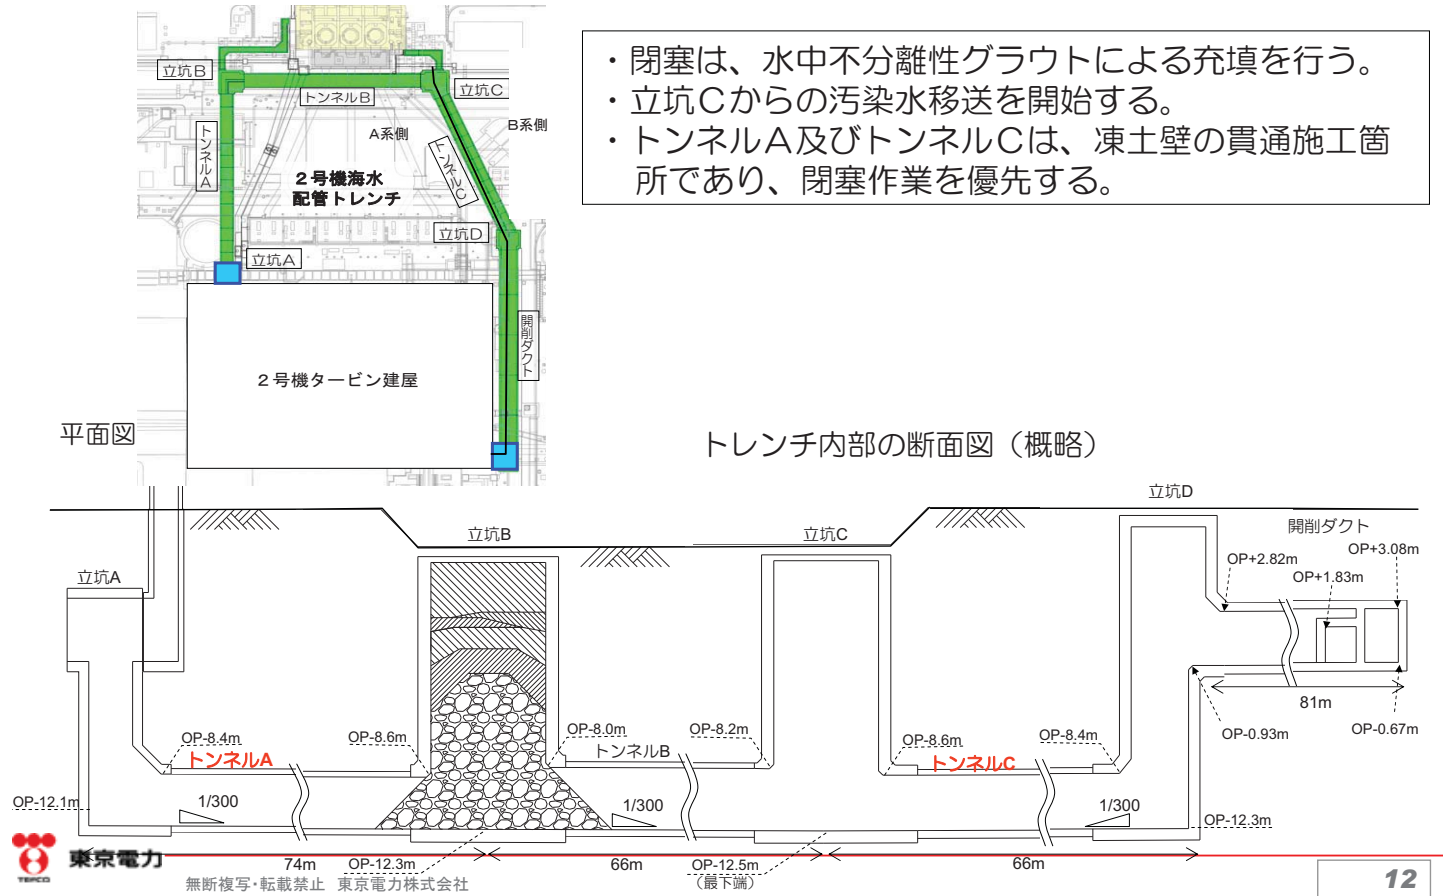 ・閉塞は、水中不分離性グラウトによる充填を行う。
・立坑Cからの汚染水移送を開始する。
・トンネルA及びトンネルCは、凍土壁の貫通施工箇
所であり、閉塞作業を優先する。
立坑B
トンネルB
立坑C
A系側
B系側
トンネルA
トンネルC
2号機海水
配管トレンチ
立坑D
立坑A
開削ダクト
2号機タービン建屋
平面図
トレンチ内部の断面図（概略）
立坑D
立坑B
立坑C
開削ダクト
OP+3.08m
OP+2.82m
OP+1.83m
立坑A
81m
OP-0.93m
OP-0.67m
OP-8.4m
OP-8.6m
OP-8.0m
OP-8.2m
OP-8.6m
OP-8.4m
トンネルA
トンネルB
トンネルC
OP-12.1m
1/300
1/300
1/300
OP-12.3m
74m
OP-12.3m
66m
OP-12.5m
（最下端）
66m
TEPCO
東京電力
無断複写・転載禁止 東京電力株式会社
12